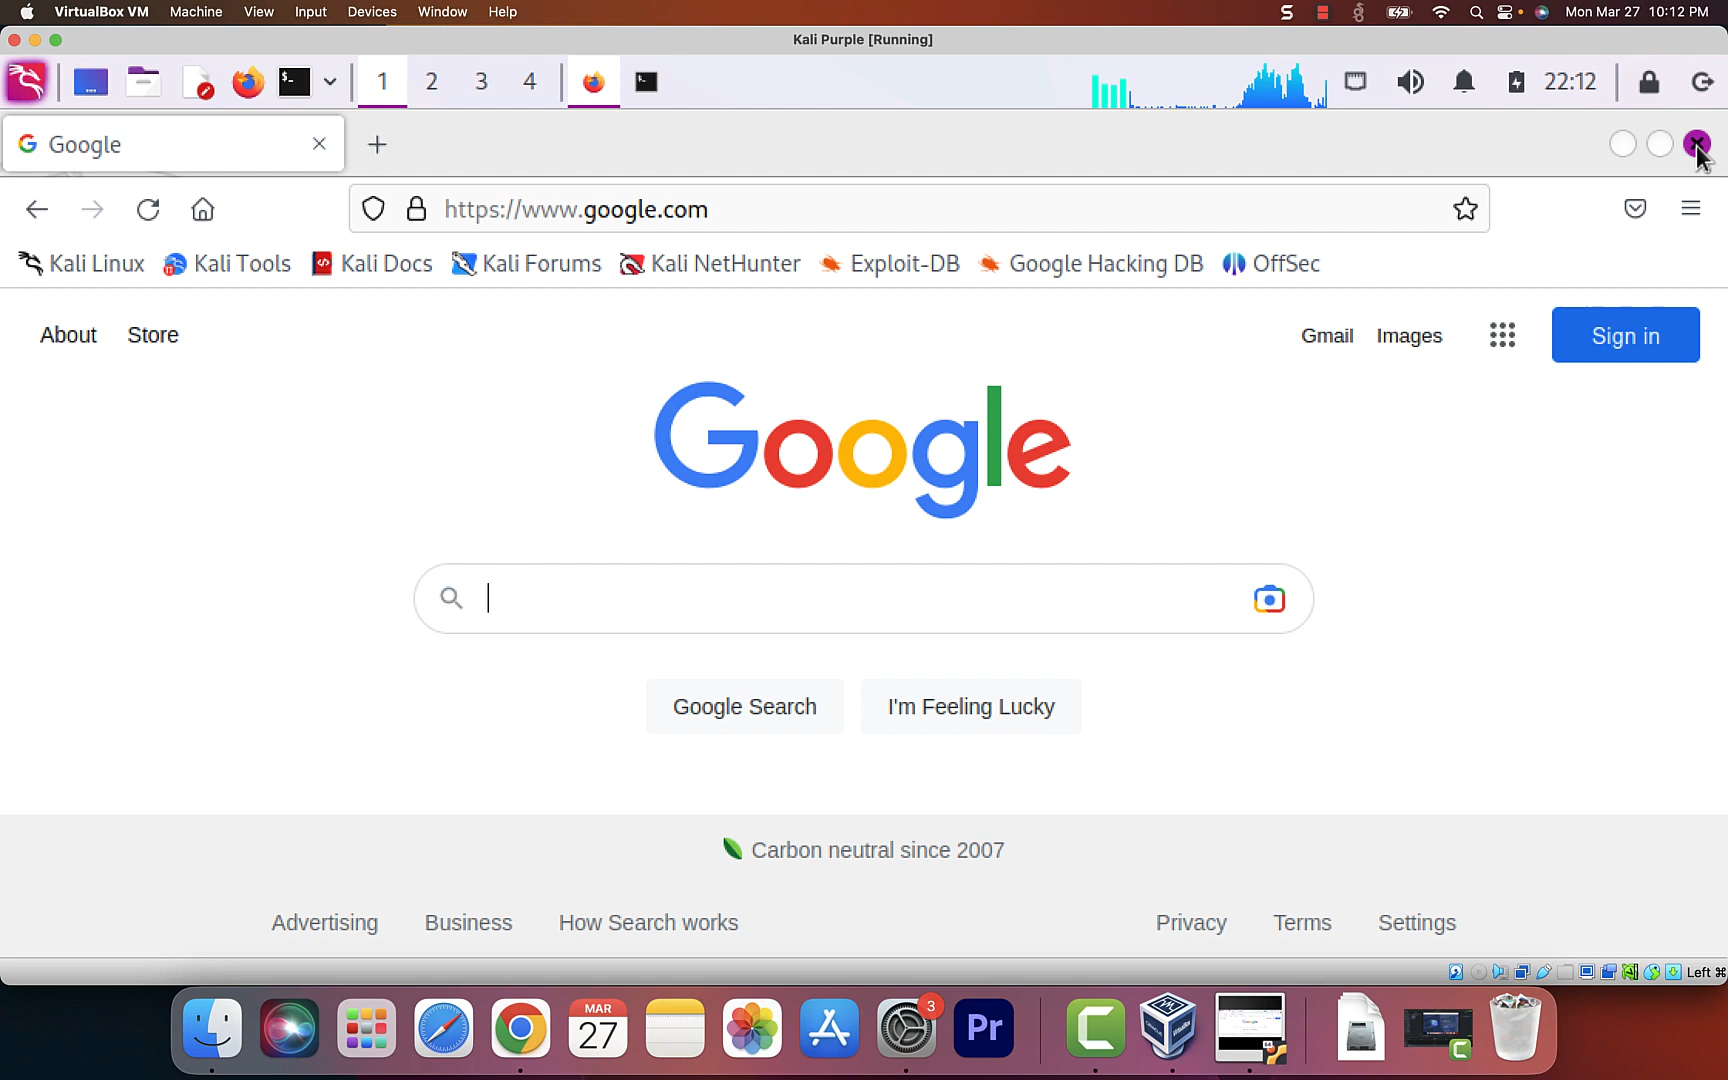 VirtualBox VM Machine View Input Devices Window Help Mon Mar 27 10:12 PM
Kali Purple [Running]
1 2 3 4 22:12
Google
https://www.google.com
Kali Linux Kali Tools Kali Docs Kali Forums Kali NetHunter Exploit-DB Google Hacking DB OffSec
About Store Gmail Images Sign in
Google
Google Search I'm Feeling Lucky
Carbon neutral since 2007
Advertising Business How Search works Privacy Terms Settings
Left ⌘
MAR
27
3
Pr